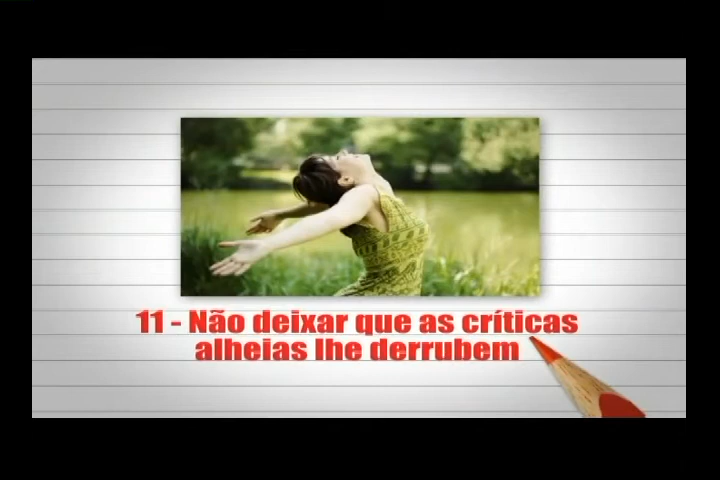 11 - Não deixar que as críticas
alheias lhe derrubem